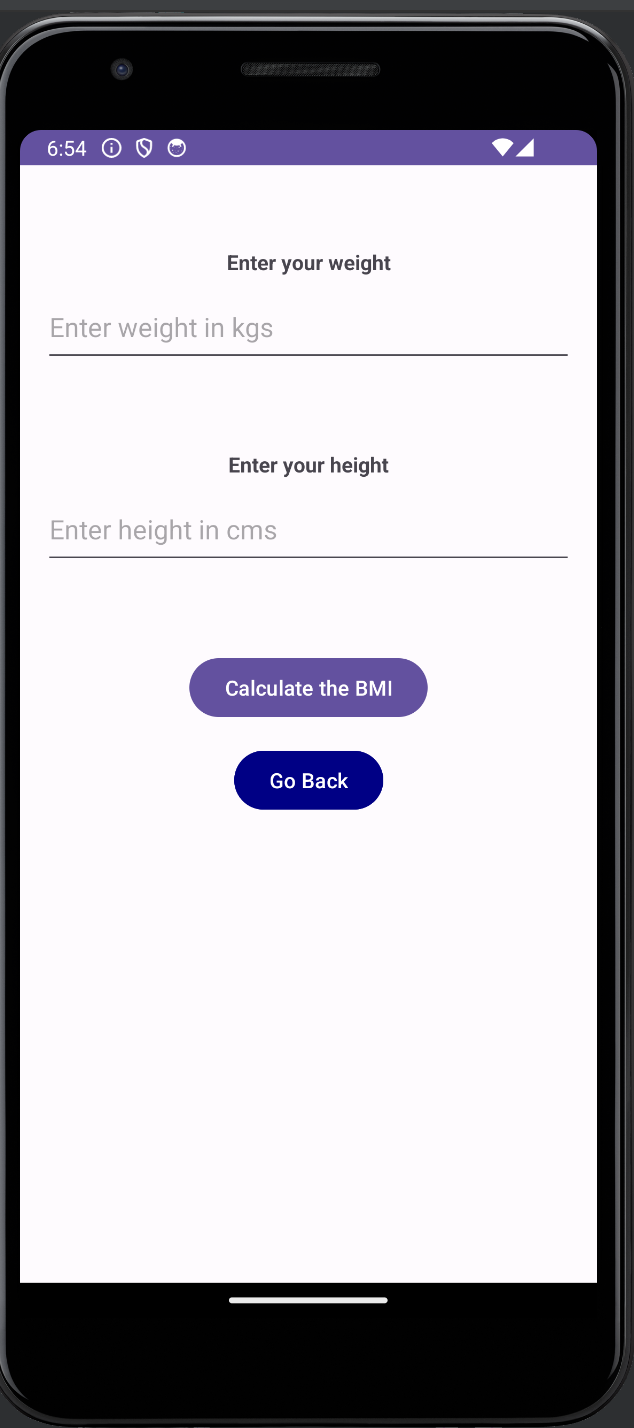 6:54
Enter your weight
Enter weight in kgs
Enter your height
Enter height in cms
Calculate the BMI
Go Back